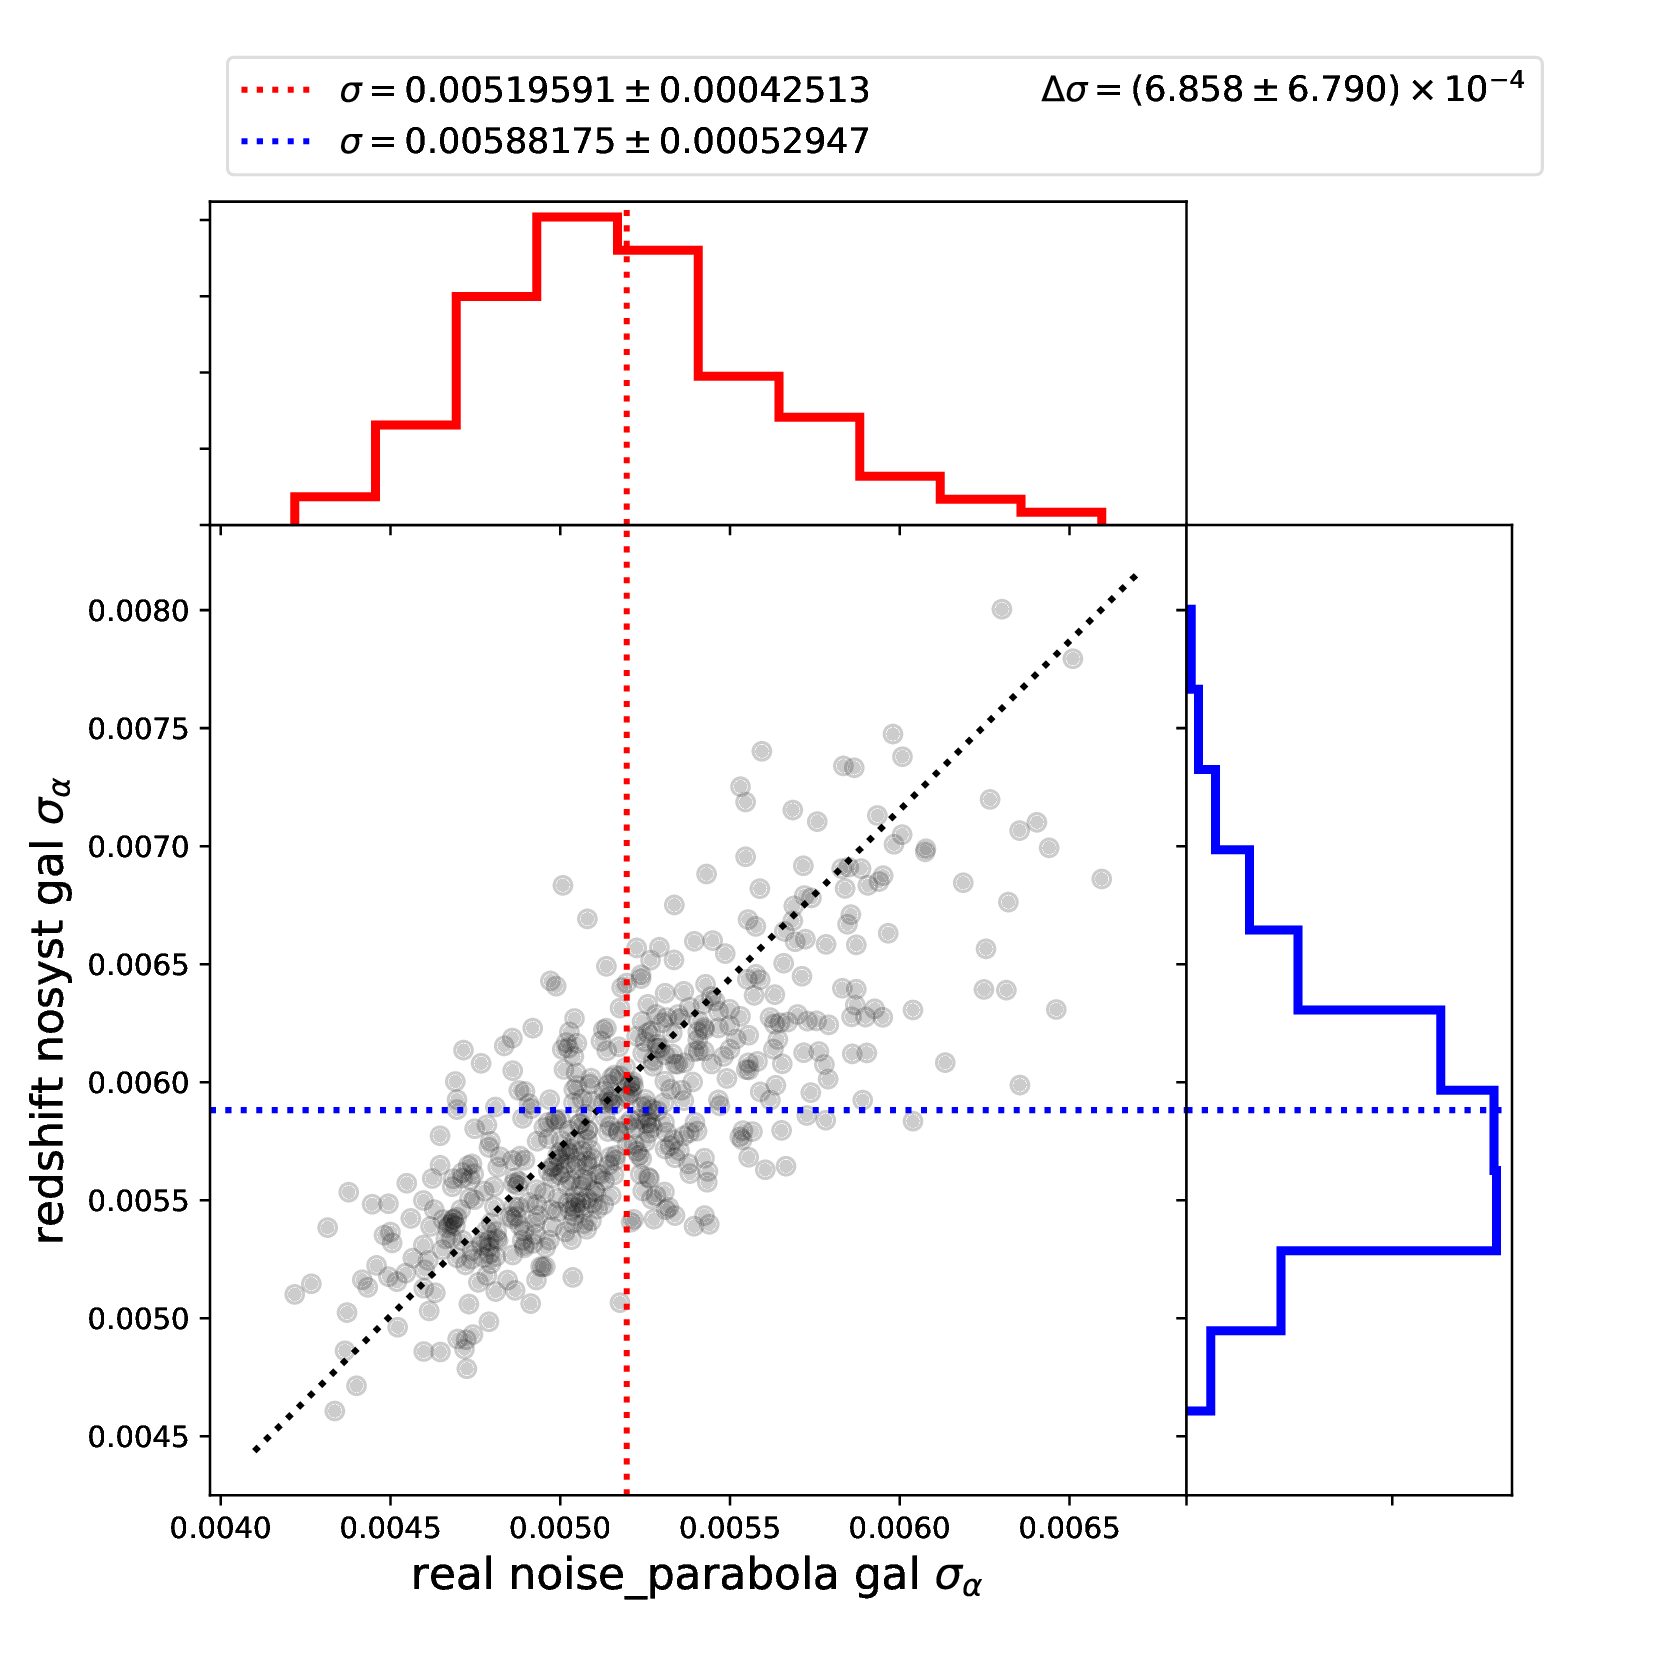 σ = 0.00519591 ± 0.00042513
σ = 0.00588175 ± 0.00052947
Δσ = (6.858 ± 6.790) × 10⁻⁴
0.0080
0.0075
0.0070
0.0065
0.0060
0.0055
0.0050
0.0045
redshift nosyst gal σ_α
0.0040 0.0045 0.0050 0.0055 0.0060 0.0065
real noise_parabola gal σ_α